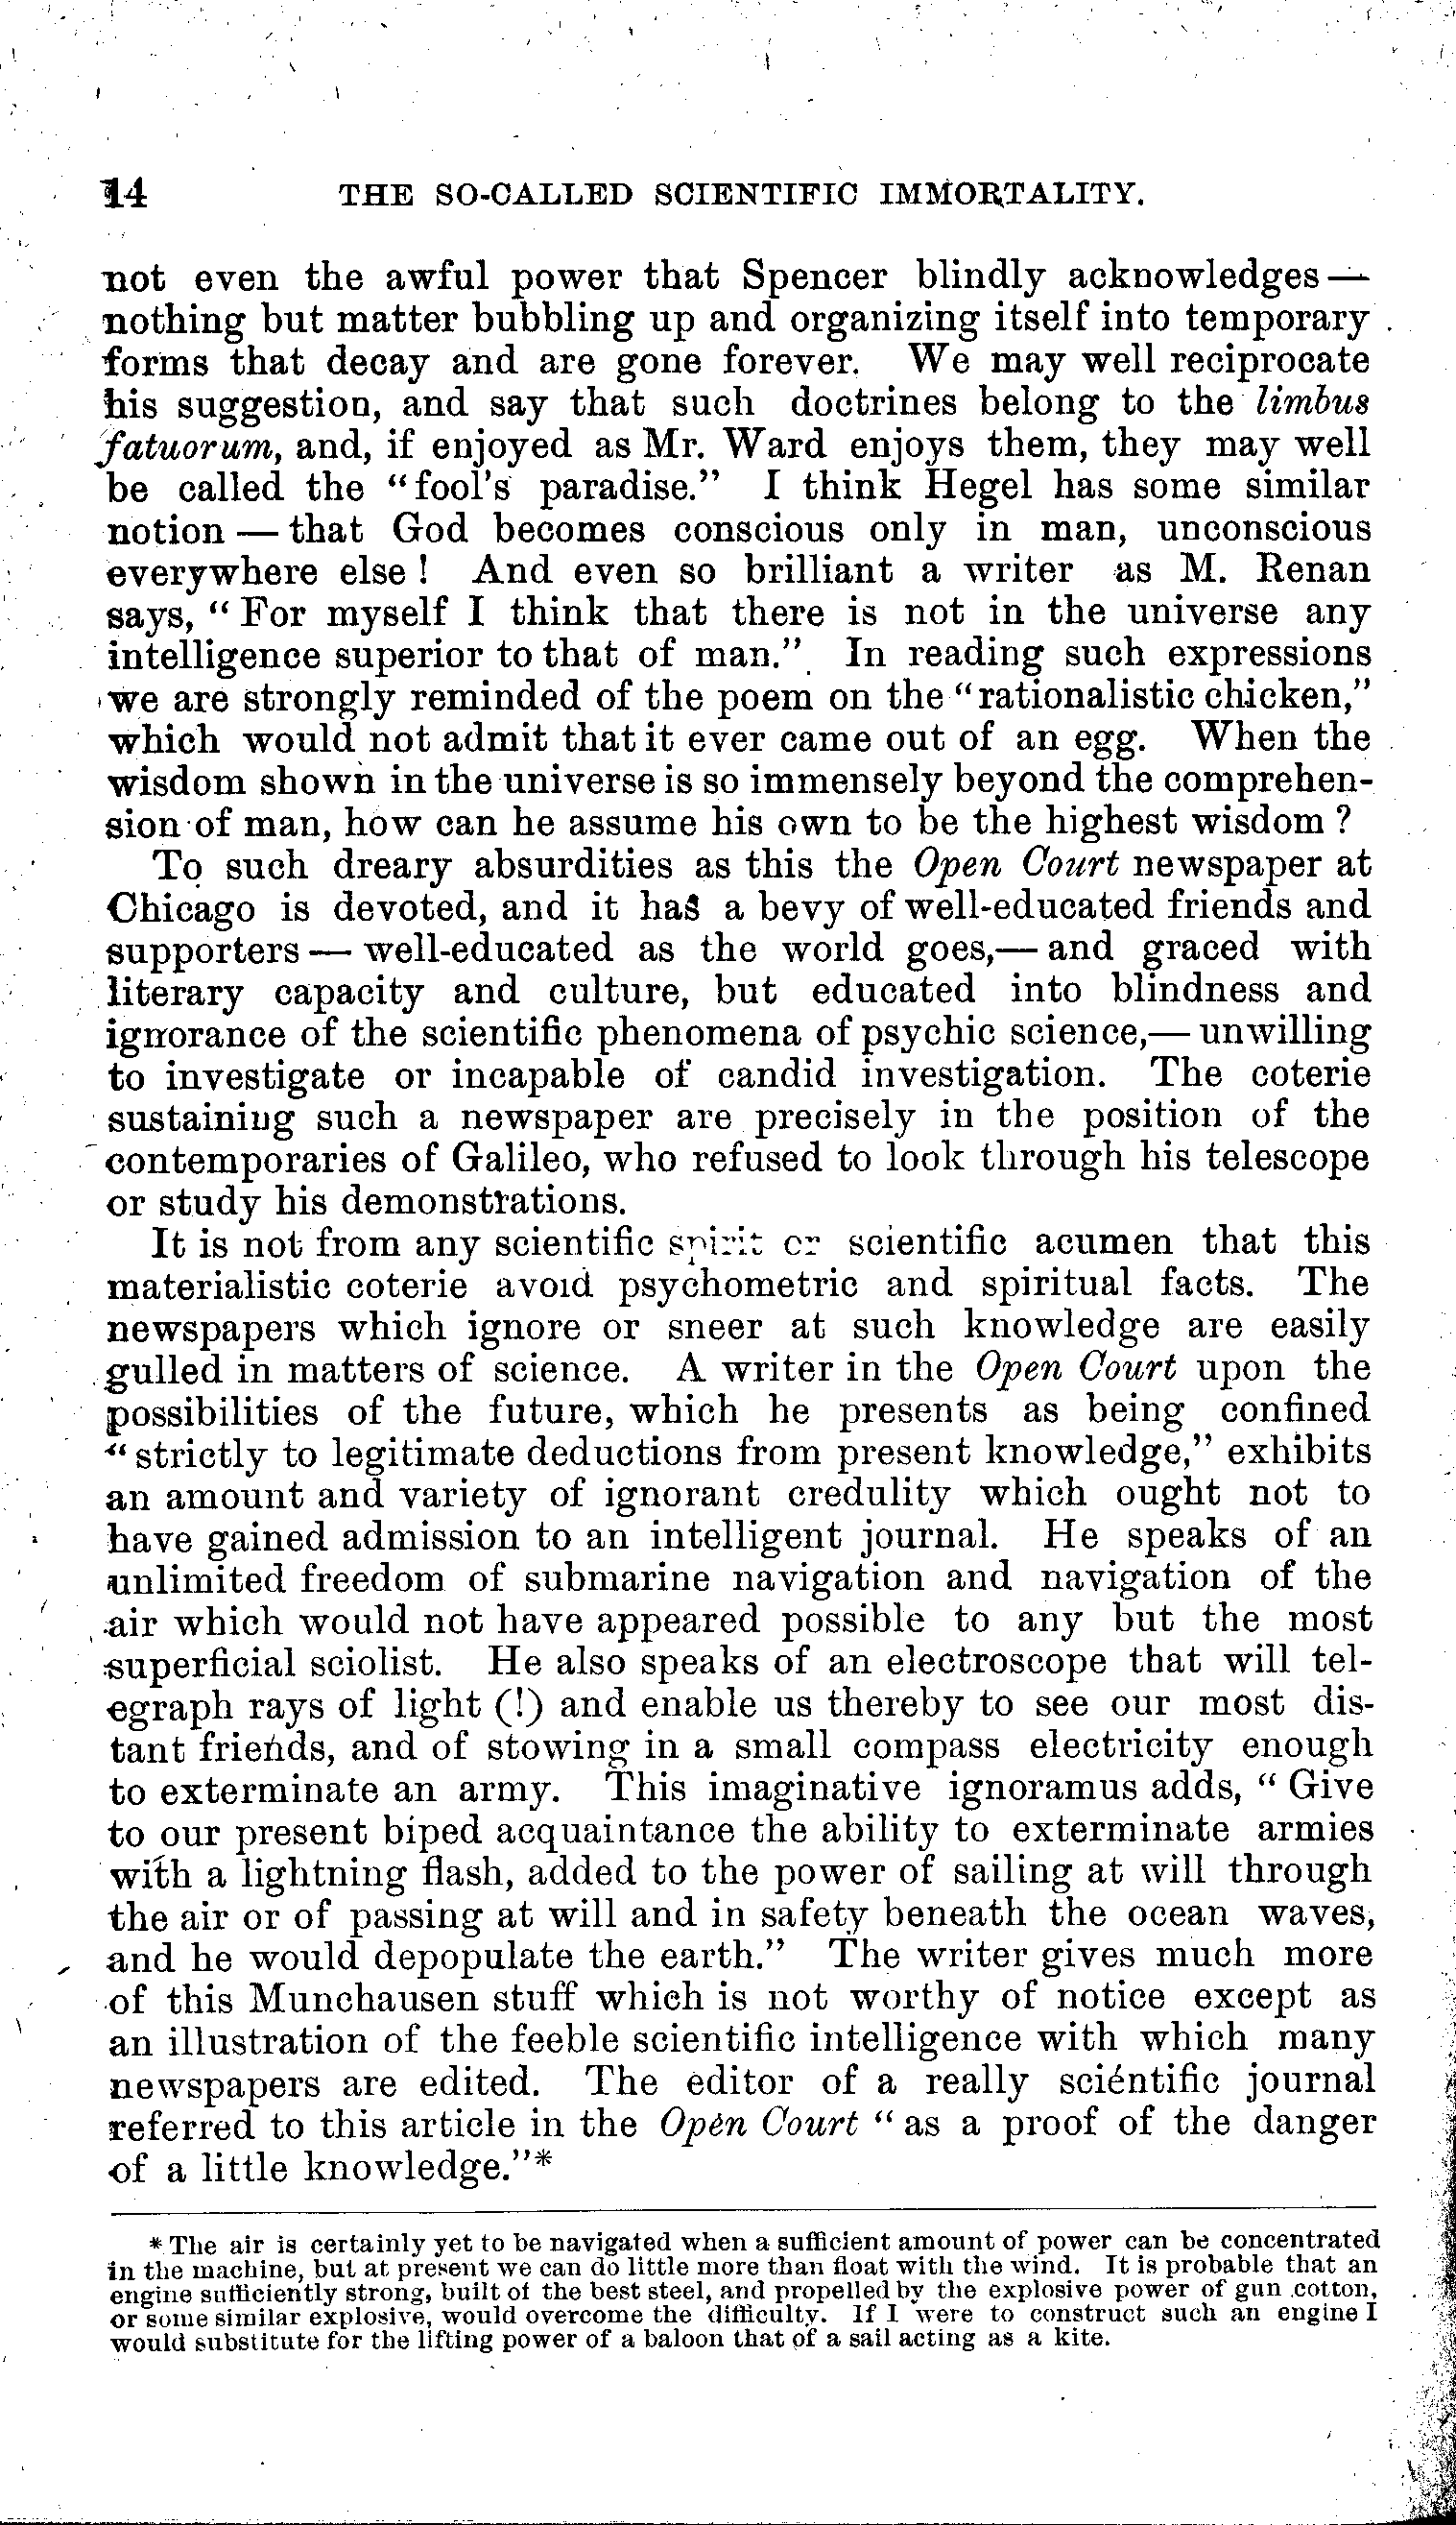 14 THE SO-CALLED SCIENTIFIC IMMORTALITY.
not even the awful power that Spencer blindly acknowledges —
nothing but matter bubbling up and organizing itself into temporary
forms that decay and are gone forever. We may well reciprocate
his suggestion, and say that such doctrines belong to the limbus
fatuorum, and, if enjoyed as Mr. Ward enjoys them, they may well
be called the "fool's paradise." I think Hegel has some similar
notion — that God becomes conscious only in man, unconscious
everywhere else! And even so brilliant a writer as M. Renan
says, "For myself I think that there is not in the universe any
intelligence superior to that of man." In reading such expressions
we are strongly reminded of the poem on the "rationalistic chicken,"
which would not admit that it ever came out of an egg. When the
wisdom shown in the universe is so immensely beyond the comprehen-
sion of man, how can he assume his own to be the highest wisdom?
To such dreary absurdities as this the Open Court newspaper at
Chicago is devoted, and it has a bevy of well-educated friends and
supporters — well-educated as the world goes,— and graced with
literary capacity and culture, but educated into blindness and
ignorance of the scientific phenomena of psychic science,— unwilling
to investigate or incapable of candid investigation. The coterie
sustaining such a newspaper are precisely in the position of the
contemporaries of Galileo, who refused to look through his telescope
or study his demonstrations.
It is not from any scientific spirit or scientific acumen that this
materialistic coterie avoid psychometric and spiritual facts. The
newspapers which ignore or sneer at such knowledge are easily
gulled in matters of science. A writer in the Open Court upon the
possibilities of the future, which he presents as being confined
"strictly to legitimate deductions from present knowledge," exhibits
an amount and variety of ignorant credulity which ought not to
have gained admission to an intelligent journal. He speaks of an
unlimited freedom of submarine navigation and navigation of the
air which would not have appeared possible to any but the most
superficial sciolist. He also speaks of an electroscope that will tel-
egraph rays of light (!) and enable us thereby to see our most dis-
tant friends, and of stowing in a small compass electricity enough
to exterminate an army. This imaginative ignoramus adds, "Give
to our present biped acquaintance the ability to exterminate armies
with a lightning flash, added to the power of sailing at will through
the air or of passing at will and in safety beneath the ocean waves,
and he would depopulate the earth." The writer gives much more
of this Munchausen stuff which is not worthy of notice except as
an illustration of the feeble scientific intelligence with which many
newspapers are edited. The editor of a really scientific journal
referred to this article in the Open Court "as a proof of the danger
of a little knowledge."*
* The air is certainly yet to be navigated when a sufficient amount of power can be concentrated
in the machine, but at present we can do little more than float with the wind. It is probable that an
engine sufficiently strong, built of the best steel, and propelled by the explosive power of gun cotton,
or some similar explosive, would overcome the difficulty. If I were to construct such an engine I
would substitute for the lifting power of a baloon that of a sail acting as a kite.